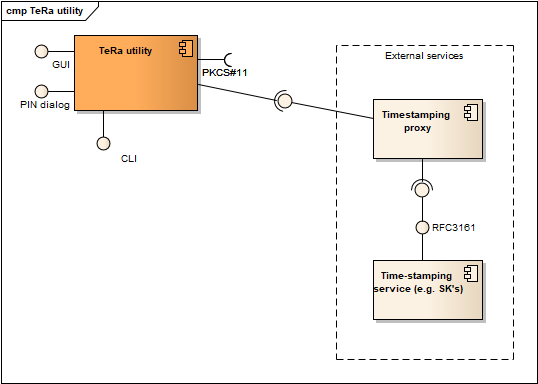 cmp TeRa utility
TeRa utility
GUI
PKCS#11
PIN dialog
CLI
External services
Timestamping
proxy
RFC3161
Time-stamping
service (e.g. SK's)